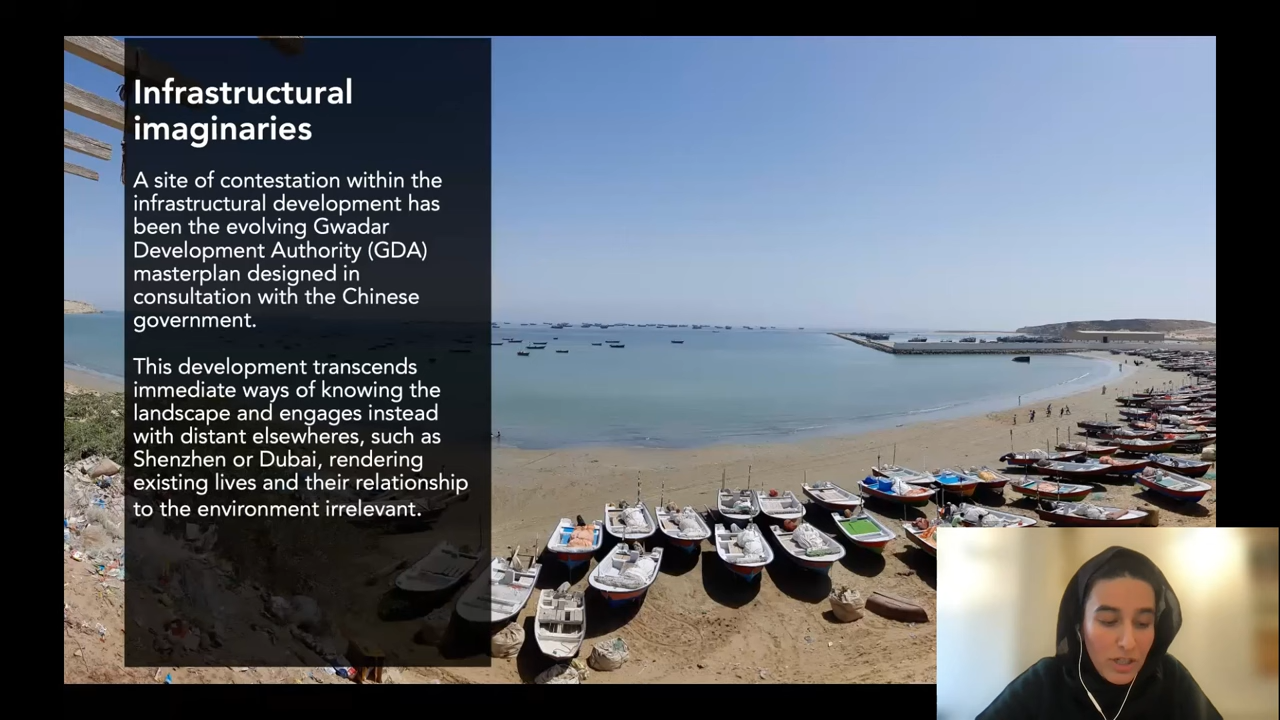 Infrastructural
imaginaries
A site of contestation within the
infrastructural development has
been the evolving Gwadar
Development Authority (GDA)
masterplan designed in
consultation with the Chinese
government.
This development transcends
immediate ways of knowing the
landscape and engages instead
with distant elsewheres, such as
Shenzhen or Dubai, rendering
existing lives and their relationship
to the environment irrelevant.